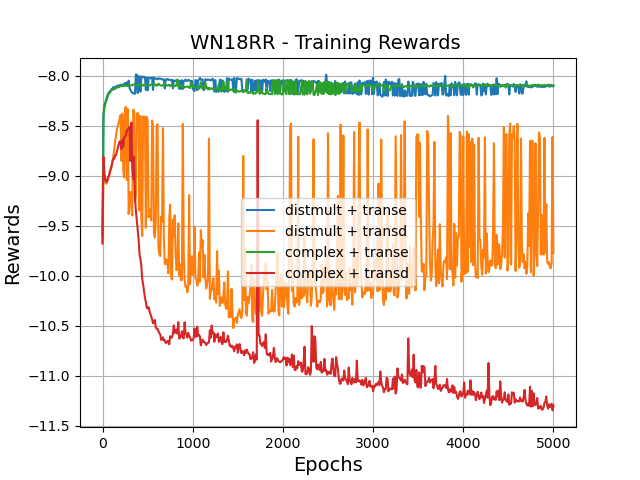 WN18RR - Training Rewards
−8.0
−8.5
−9.0
−9.5
−10.0
−10.5
−11.0
−11.5
Rewards
distmult + transe
distmult + transd
complex + transe
complex + transd
0
1000
2000
3000
4000
5000
Epochs